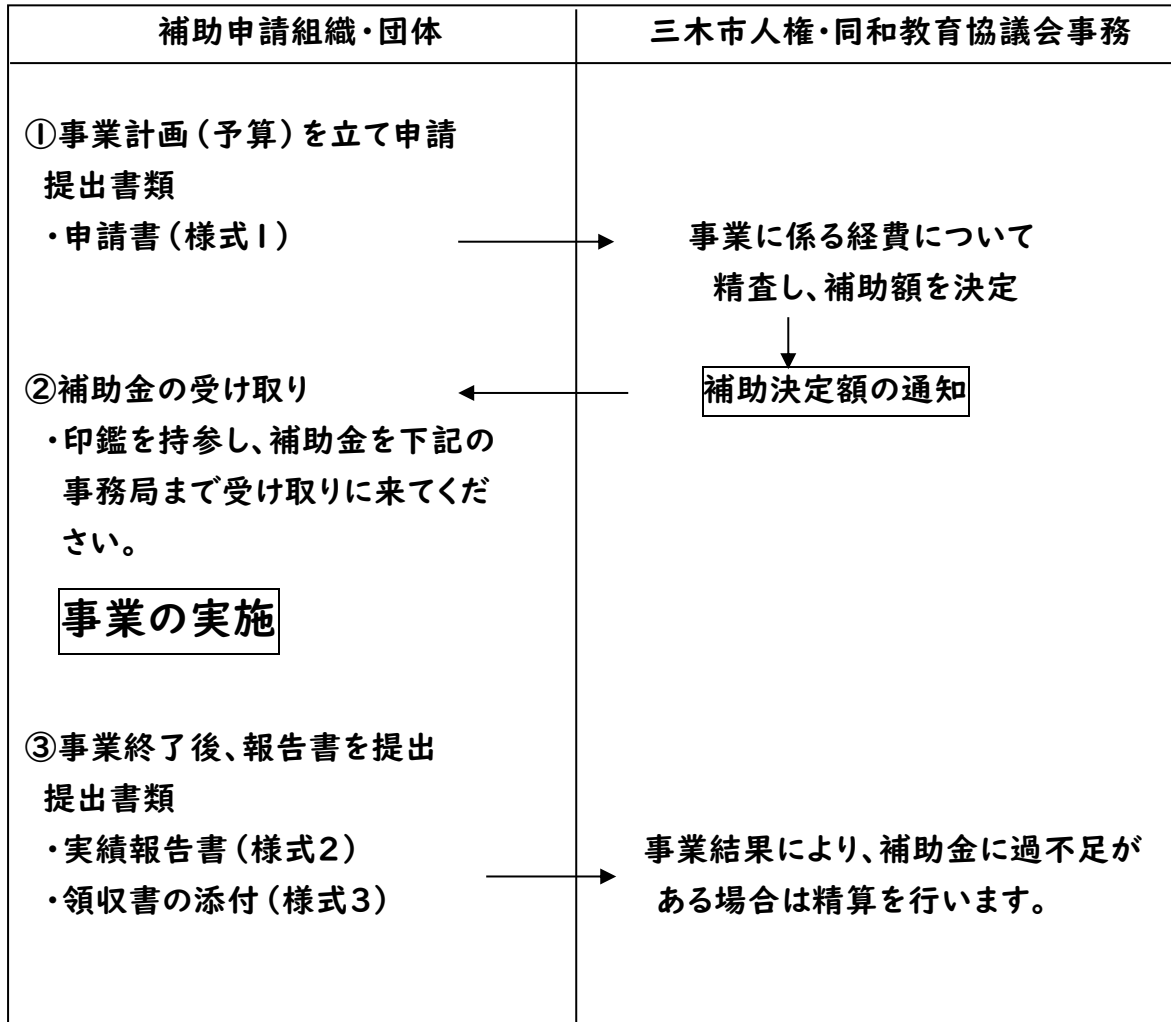 補助申請組織・団体
三木市人権・同和教育協議会事務
①事業計画(予算)を立て申請
提出書類
・申請書(様式1)
事業に係る経費について
精査し、補助額を決定
補助決定額の通知
②補助金の受け取り
・印鑑を持参し、補助金を下記の
事務局まで受け取りに来てくだ
さい。
事業の実施
③事業終了後、報告書を提出
提出書類
・実績報告書(様式2)
・領収書の添付(様式3)
事業結果により、補助金に過不足が
ある場合は精算を行います。